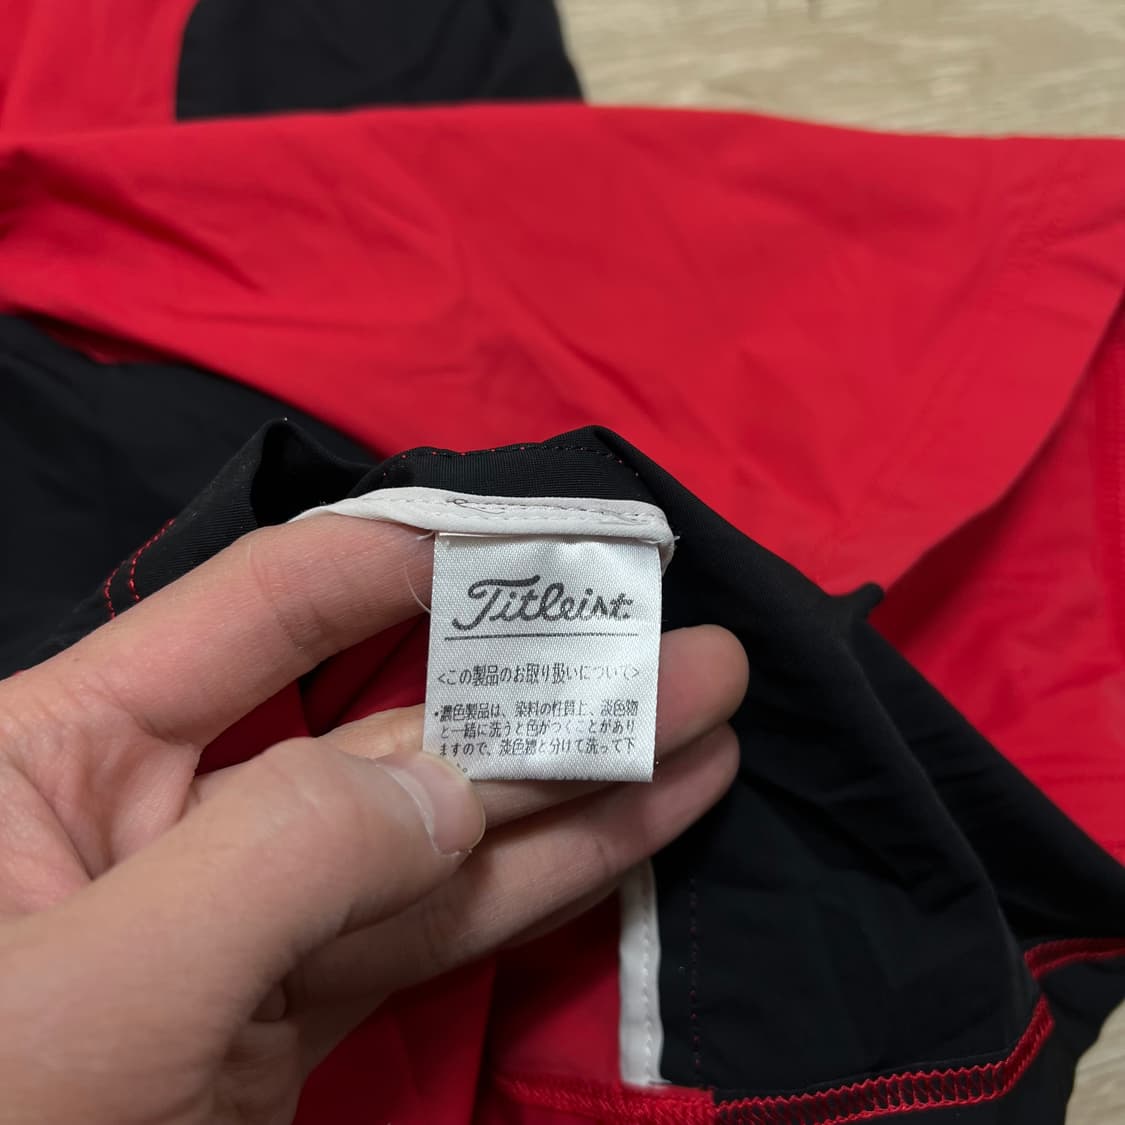 Titleist
<この製品のお取り扱いについて>
・濃色製品は、染料の性質上、淡色物
と一緒に洗うと色がつくことがあり
ますので、淡色物と分けて洗って下
い。